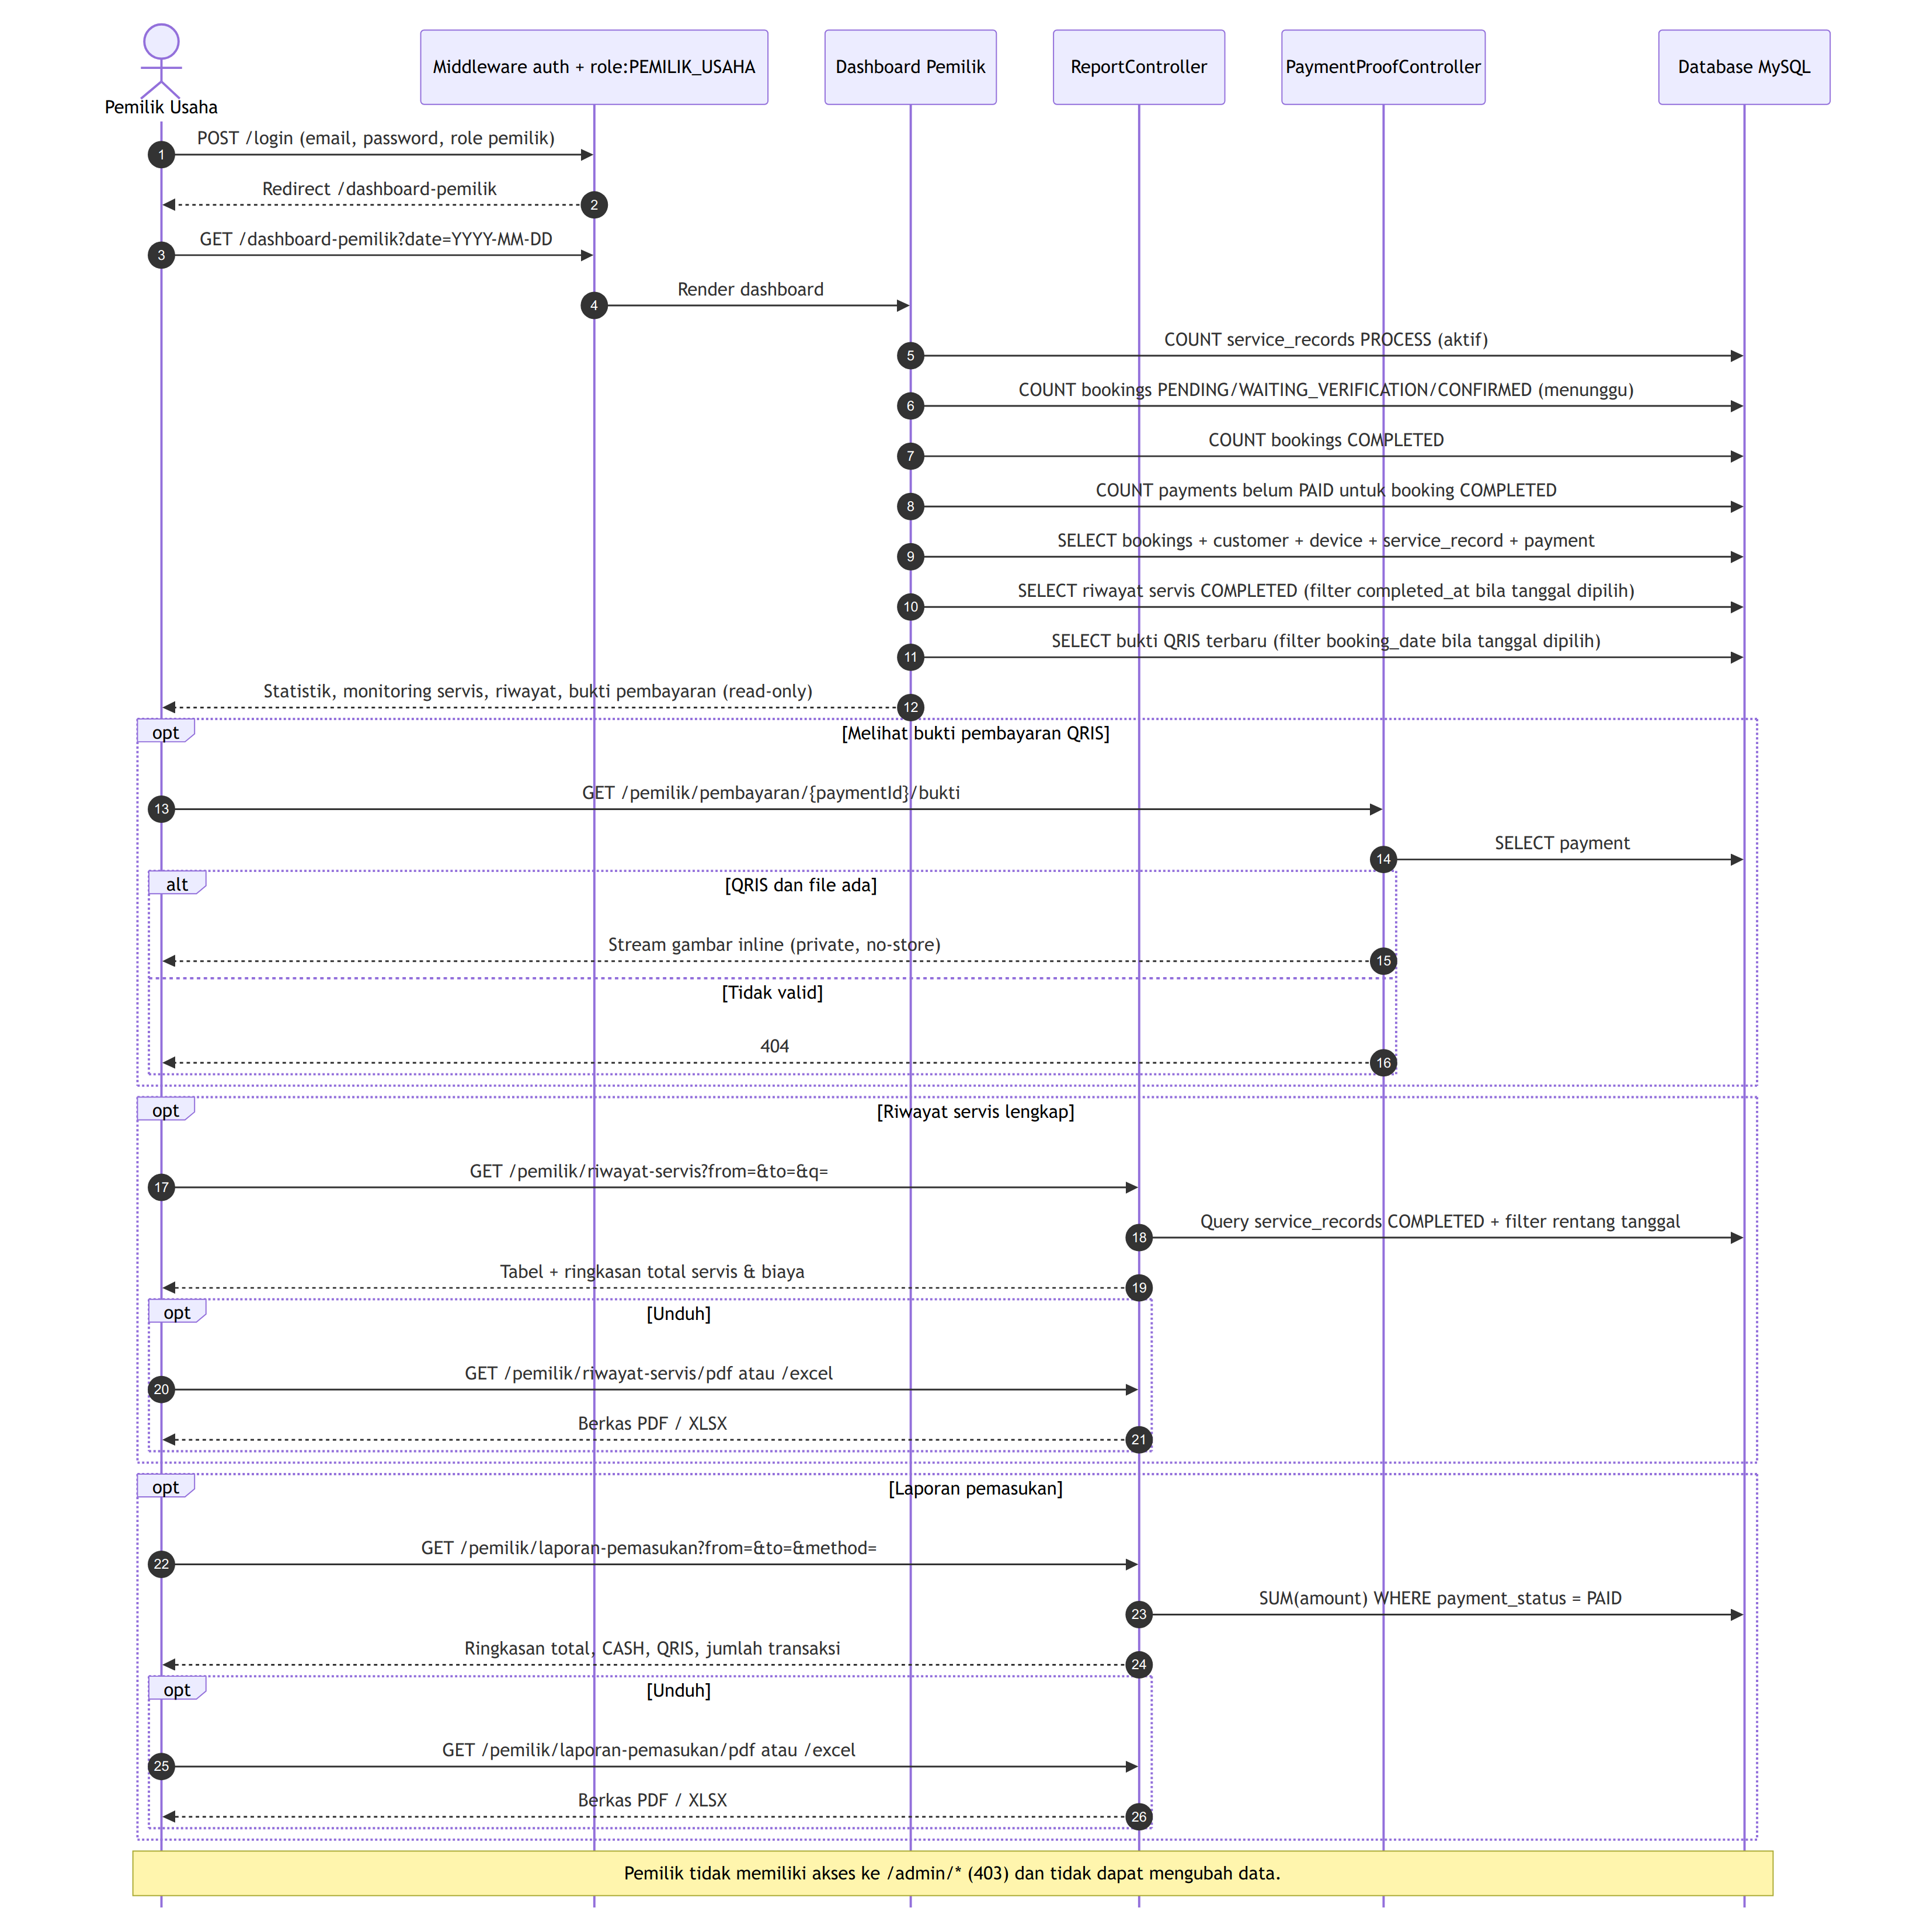 Pemilik Usaha
Middleware auth + role:PEMILIK_USAHA
Dashboard Pemilik
ReportController
PaymentProofController
Database MySQL
POST /login (email, password, role pemilik)
1
Redirect /dashboard-pemilik
2
GET /dashboard-pemilik?date=YYYY-MM-DD
3
Render dashboard
4
COUNT service_records PROCESS (aktif)
5
COUNT bookings PENDING/WAITING_VERIFICATION/CONFIRMED (menunggu)
6
COUNT bookings COMPLETED
7
COUNT payments belum PAID untuk booking COMPLETED
8
SELECT bookings + customer + device + service_record + payment
9
SELECT riwayat servis COMPLETED (filter completed_at bila tanggal dipilih)
10
SELECT bukti QRIS terbaru (filter booking_date bila tanggal dipilih)
11
Statistik, monitoring servis, riwayat, bukti pembayaran (read-only)
12
opt
[Melihat bukti pembayaran QRIS]
GET /pemilik/pembayaran/{paymentId}/bukti
13
SELECT payment
14
alt
[QRIS dan file ada]
Stream gambar inline (private, no-store)
15
[Tidak valid]
404
16
opt
[Riwayat servis lengkap]
GET /pemilik/riwayat-servis?from=&to=&q=
17
Query service_records COMPLETED + filter rentang tanggal
18
Tabel + ringkasan total servis & biaya
19
opt
[Unduh]
GET /pemilik/riwayat-servis/pdf atau /excel
20
Berkas PDF / XLSX
21
opt
[Laporan pemasukan]
GET /pemilik/laporan-pemasukan?from=&to=&method=
22
SUM(amount) WHERE payment_status = PAID
23
Ringkasan total, CASH, QRIS, jumlah transaksi
24
opt
[Unduh]
GET /pemilik/laporan-pemasukan/pdf atau /excel
25
Berkas PDF / XLSX
26
Pemilik tidak memiliki akses ke /admin/* (403) dan tidak dapat mengubah data.